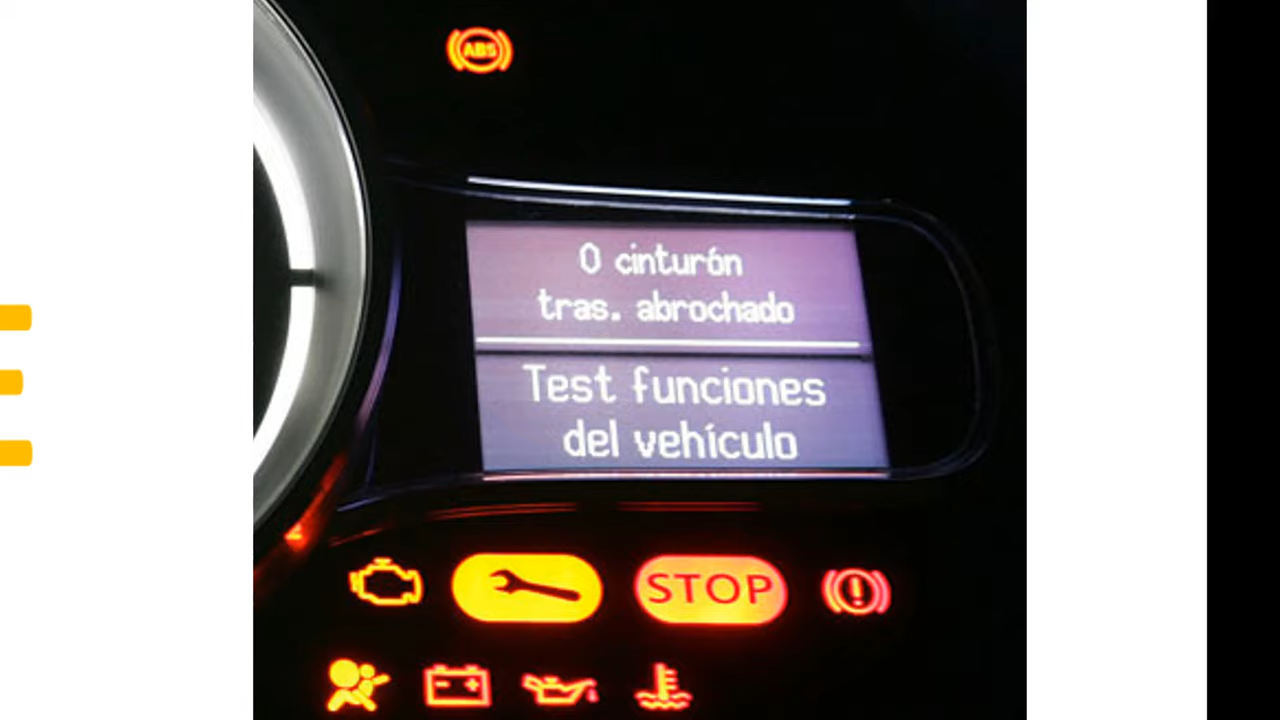 ABS
0 cinturón
tras. abrochado
Test funciones
del vehículo
STOP